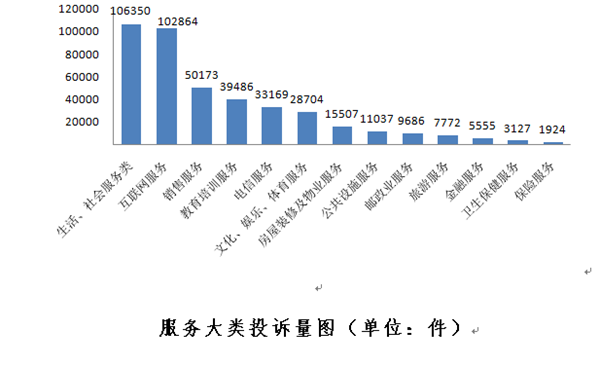 120000
100000
80000
60000
40000
20000
106350
102864
50173
39486
33169
28704
15507
11037
9686
7772
5555
3127
1924
生活、社会服务类
互联网服务
销售服务
教育培训服务
电信服务
文化、娱乐、体育服务
房屋装修及物业服务
公共设施服务
邮政业服务
旅游服务
金融服务
卫生保健服务
保险服务
服务大类投诉量图（单位：件）